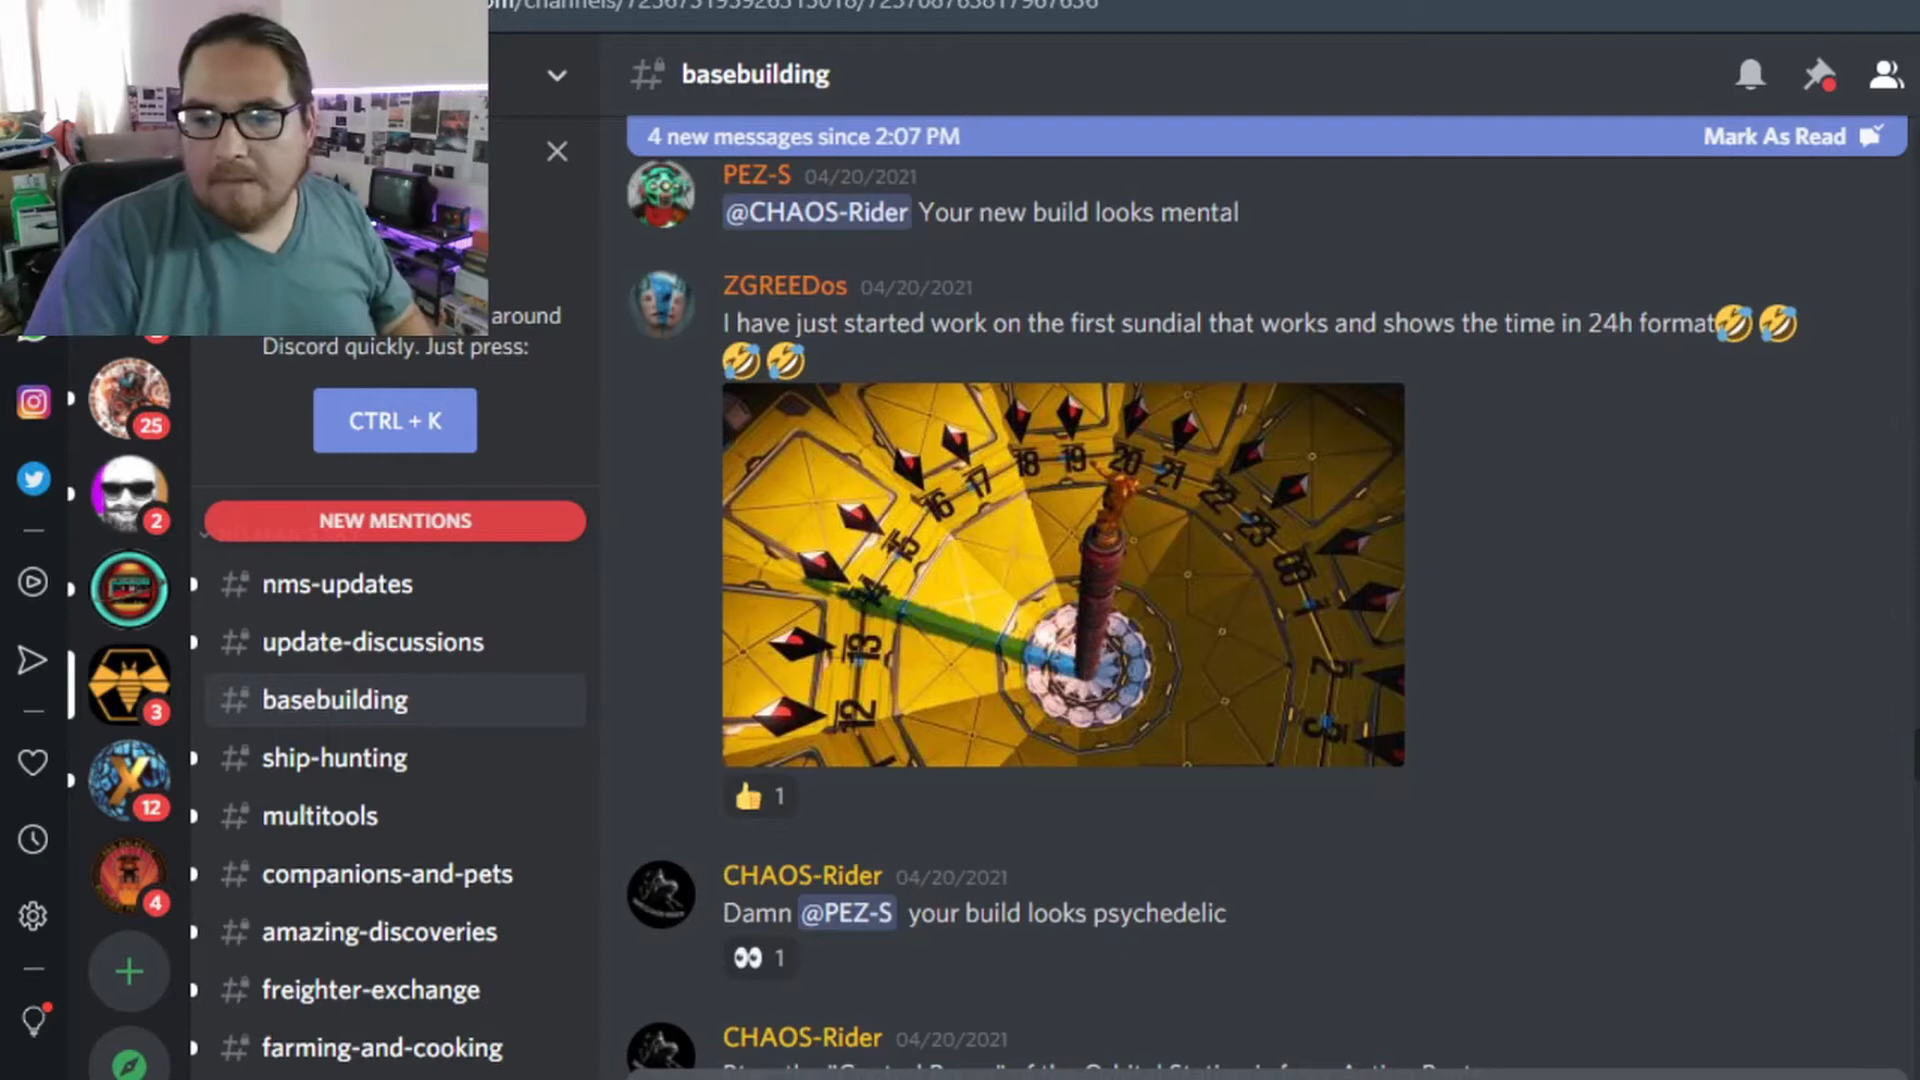 basebuilding
4 new messages since 2:07 PM
Mark As Read
PEZ-S 04/20/2021
@CHAOS-Rider Your new build looks mental
ZGREEDos 04/20/2021
I have just started work on the first sundial that works and shows the time in 24h format
12
13
14
16
17
18
19
20
21
22
23
1
CHAOS-Rider 04/20/2021
Damn @PEZ-S your build looks psychedelic
1
CHAOS-Rider 04/20/2021
around
Discord quickly. Just press:
CTRL + K
NEW MENTIONS
nms-updates
update-discussions
basebuilding
ship-hunting
multitools
companions-and-pets
amazing-discoveries
freighter-exchange
farming-and-cooking
25
2
3
12
4